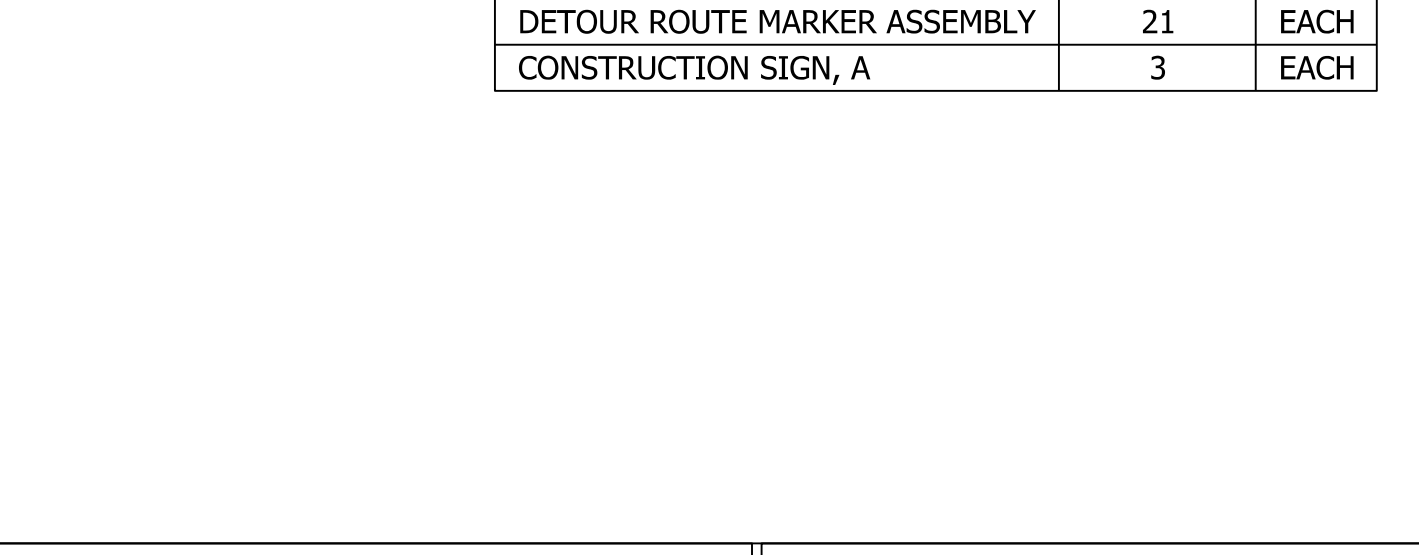 DETOUR ROUTE MARKER ASSEMBLY 21 EACH
CONSTRUCTION SIGN, A 3 EACH